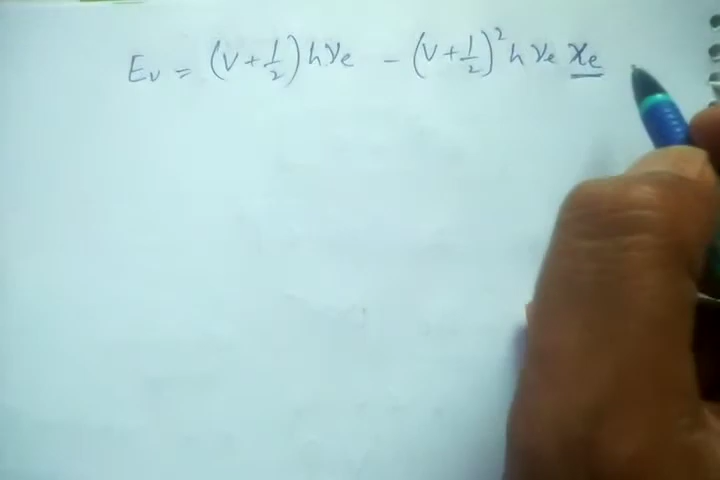 Eᵥ = (v + 1/2) hνe - (v + 1/2)² hνe xe